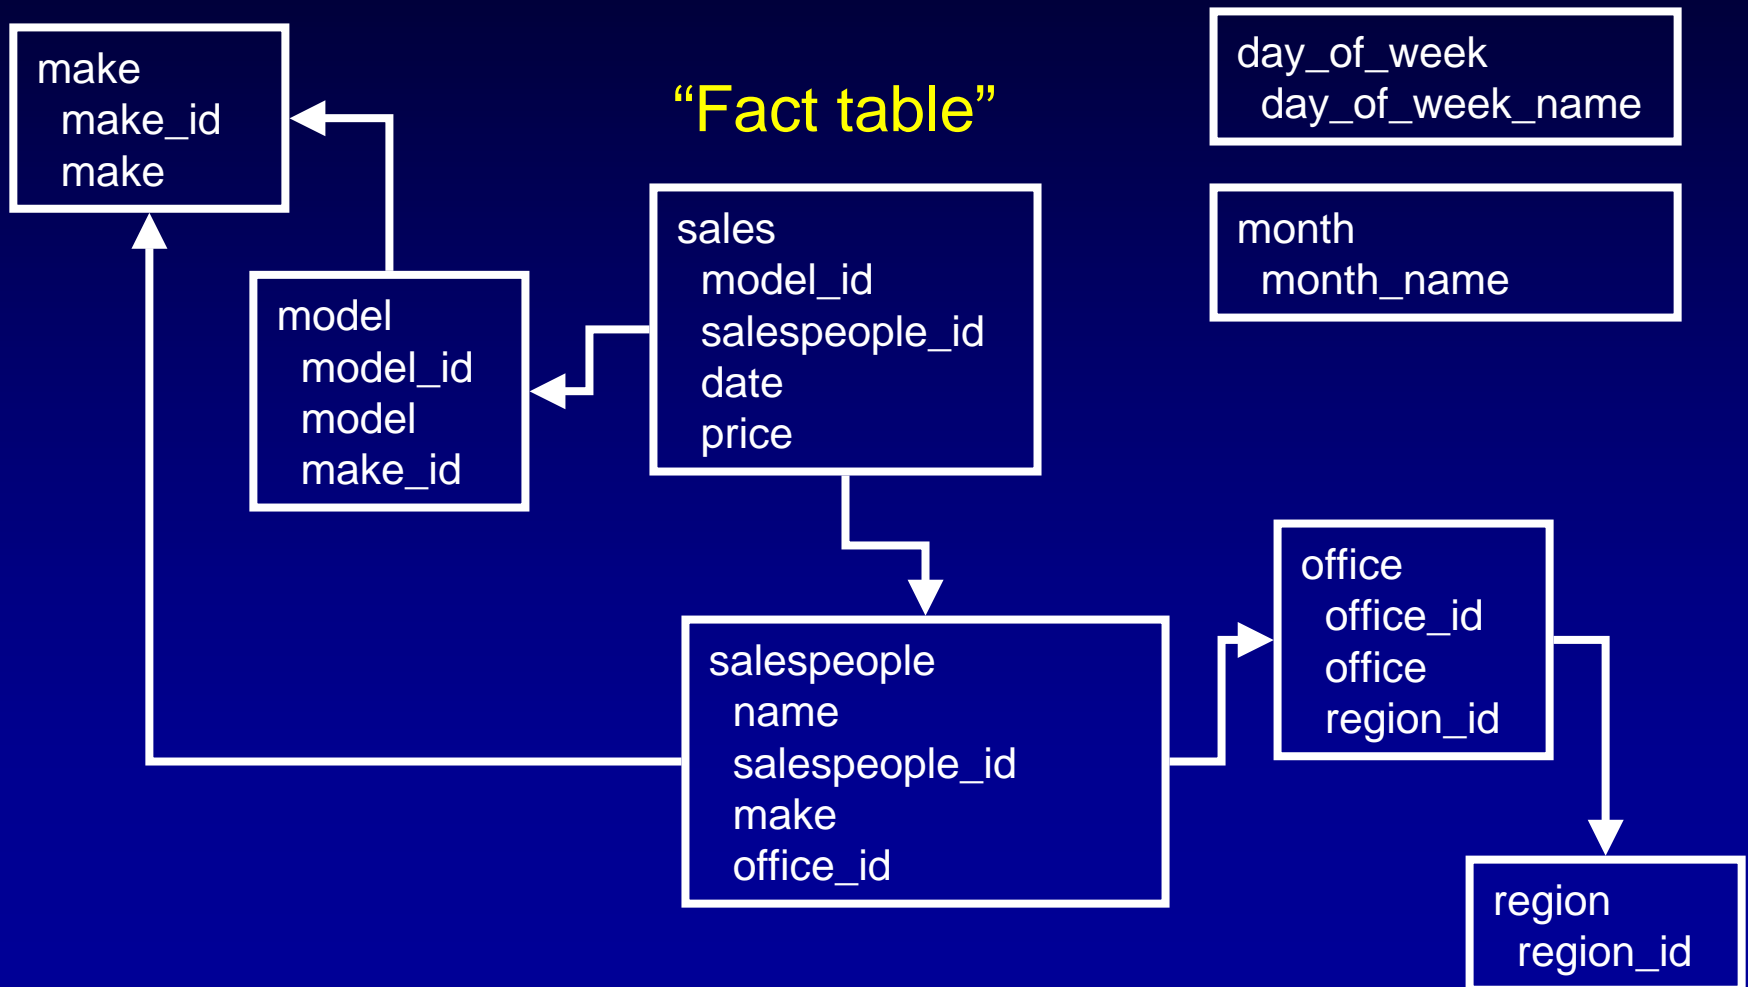 make
make_id
make
“Fact table”
day_of_week
day_of_week_name
month
month_name
sales
model_id
salespeople_id
date
price
model
model_id
model
make_id
salespeople
name
salespeople_id
make
office_id
office
office_id
office
region_id
region
region_id